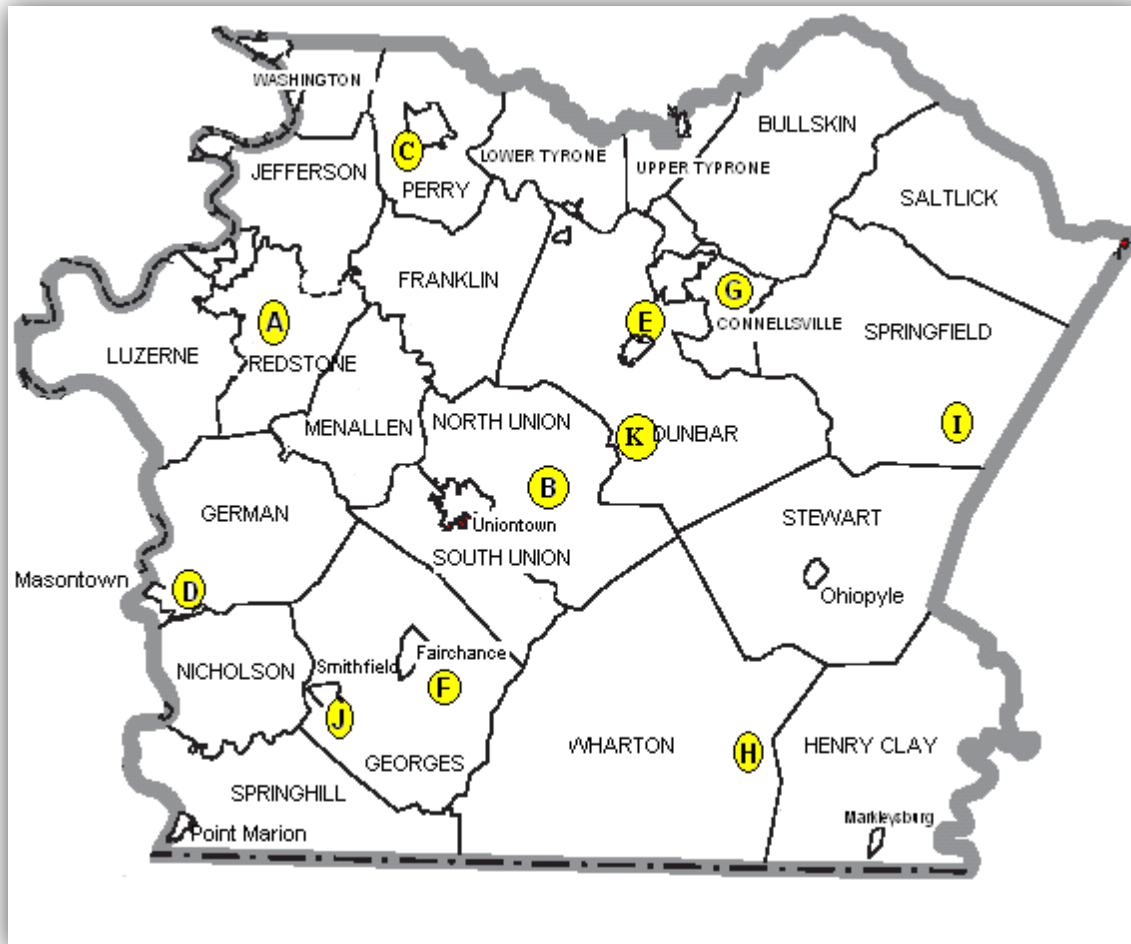 WASHINGTON
BULLSKIN
C
LOWER TYRONE
UPPER TYPRONE
JEFFERSON
PERRY
SALTLICK
FRANKLIN
G
A
E
CONNELLSVILLE
SPRINGFIELD
LUZERNE
REDSTONE
NORTH UNION
I
MENALLEN
K
DUNBAR
B
GERMAN
STEWART
Uniontown
SOUTH UNION
Masontown
D
Ohiopyle
Fairchance
NICHOLSON
Smithfield
F
J
WHARTON
H
HENRY CLAY
GEORGES
SPRINGHILL
Markleysburg
Point Marion